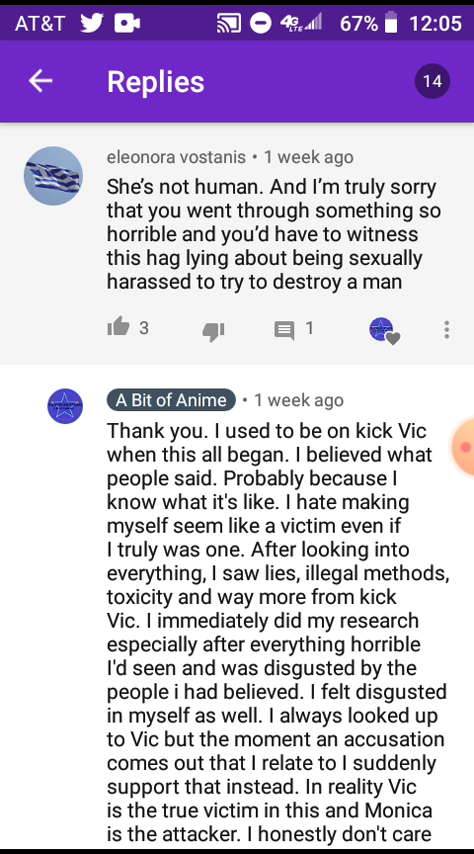 AT&T 4G LTE 67% 12:05
Replies 14
eleonora vostanis • 1 week ago
She's not human. And I'm truly sorry
that you went through something so
horrible and you'd have to witness
this hag lying about being sexually
harassed to try to destroy a man
3 1
A Bit of Anime • 1 week ago
Thank you. I used to be on kick Vic
when this all began. I believed what
people said. Probably because I
know what it's like. I hate making
myself seem like a victim even if
I truly was one. After looking into
everything, I saw lies, illegal methods,
toxicity and way more from kick
Vic. I immediately did my research
especially after everything horrible
I'd seen and was disgusted by the
people i had believed. I felt disgusted
in myself as well. I always looked up
to Vic but the moment an accusation
comes out that I relate to I suddenly
support that instead. In reality Vic
is the true victim in this and Monica
is the attacker. I honestly don't care